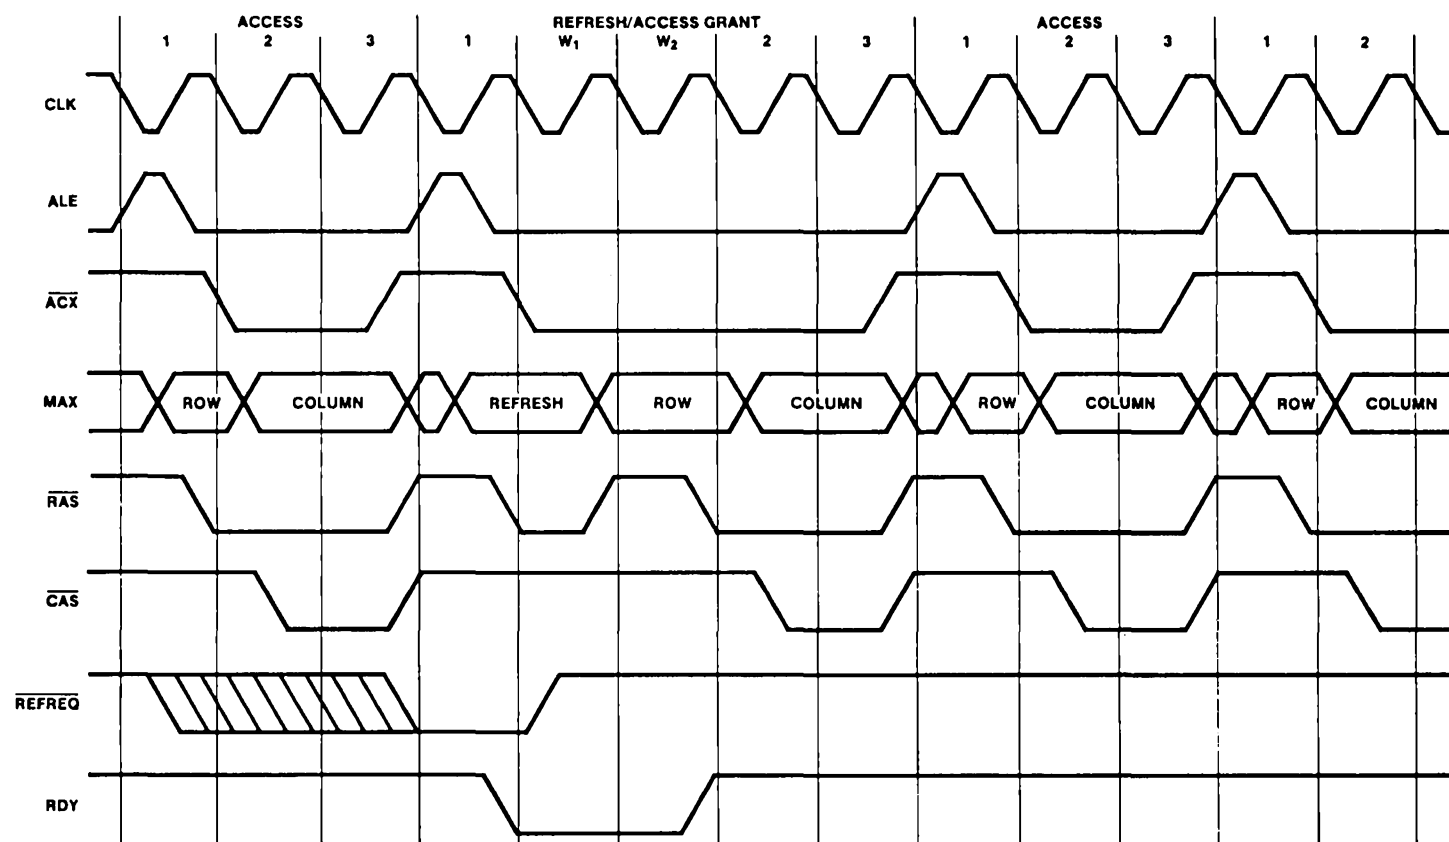 ACCESS REFRESH/ACCESS GRANT ACCESS
1 2 3 1 W1 W2 2 3 1 2 3 1 2
CLK
ALE
ACX
MAX ROW COLUMN REFRESH ROW COLUMN ROW COLUMN ROW COLUMN
RAS
CAS
REFREQ
RDY